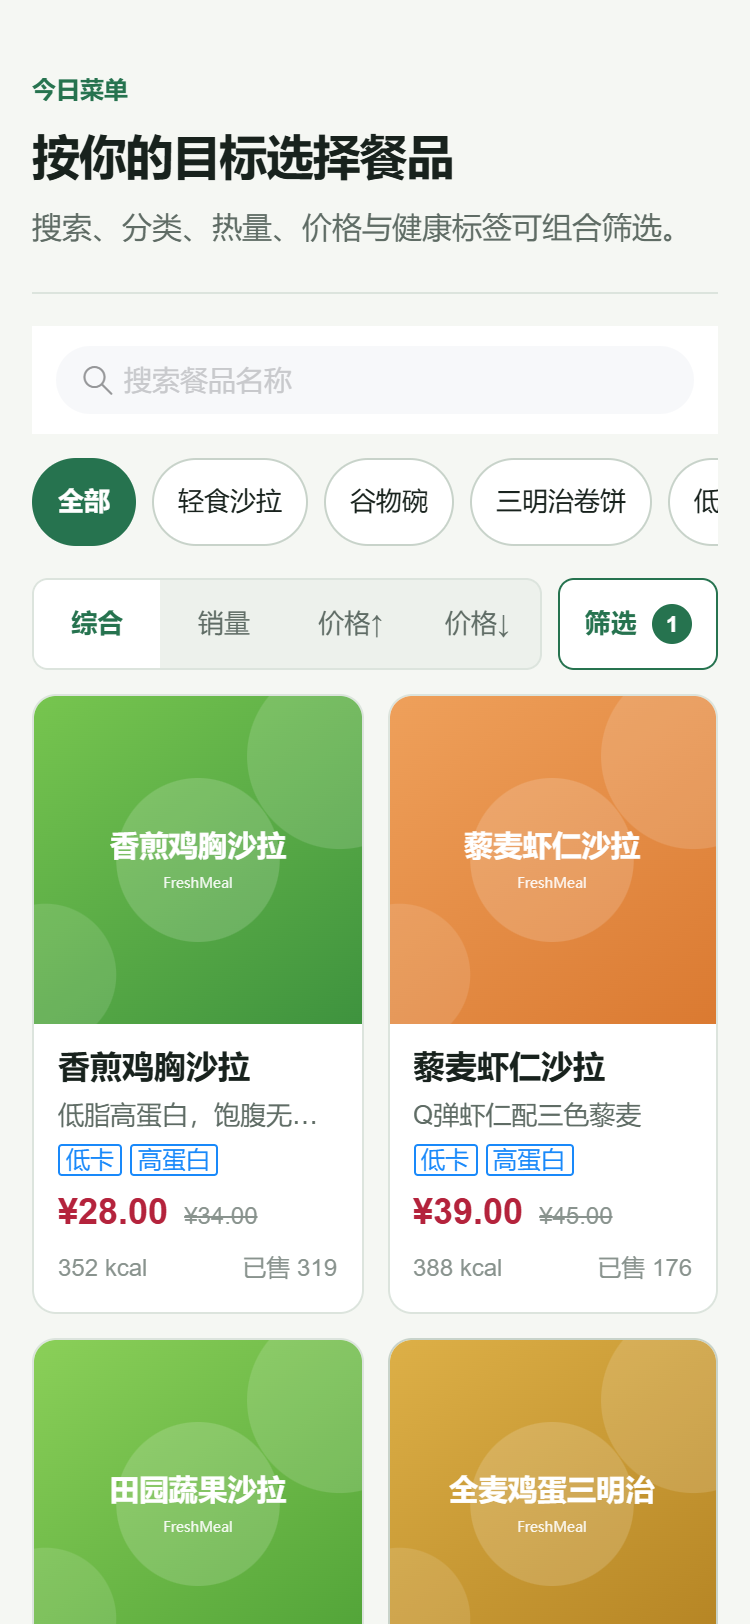 今日菜单
按你的目标选择餐品
搜索、分类、热量、价格与健康标签可组合筛选。
搜索餐品名称
全部 轻食沙拉 谷物碗 三明治卷饼 低
综合 销量 价格↑ 价格↓ 筛选 1
香煎鸡胸沙拉
FreshMeal
藜麦虾仁沙拉
FreshMeal
香煎鸡胸沙拉
低脂高蛋白，饱腹无...
低卡 高蛋白
¥28.00 ¥34.00
352 kcal 已售 319
藜麦虾仁沙拉
Q弹虾仁配三色藜麦
低卡 高蛋白
¥39.00 ¥45.00
388 kcal 已售 176
田园蔬果沙拉
FreshMeal
全麦鸡蛋三明治
FreshMeal